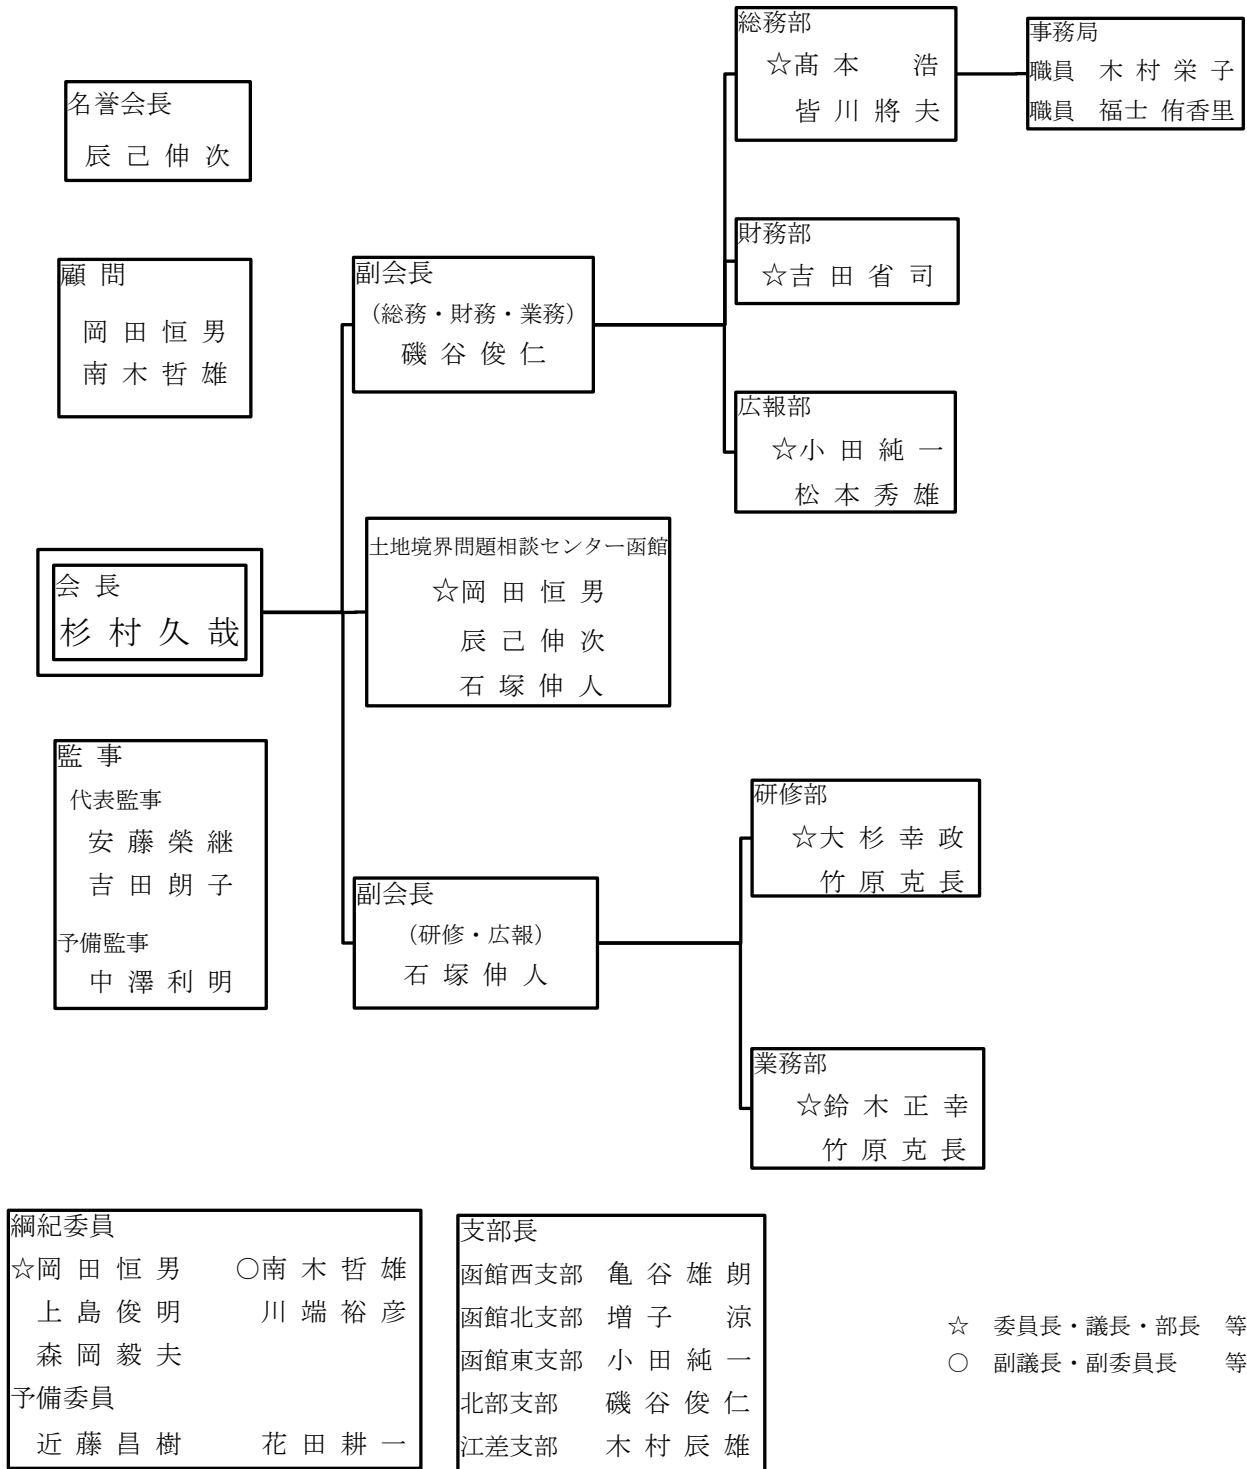 名誉会長
辰己伸次
顧問
岡田恒男
南木哲雄
会長
杉村久哉
監事
代表監事
安藤榮継
吉田朗子
予備監事
中澤利明
副会長
（総務・財務・業務）
磯谷俊仁
土地境界問題相談センター函館
☆岡田恒男
辰己伸次
石塚伸人
副会長
（研修・広報）
石塚伸人
総務部
☆髙本　浩
皆川將夫
事務局
職員　木村栄子
職員　福士侑香里
財務部
☆吉田省司
広報部
☆小田純一
松本秀雄
研修部
☆大杉幸政
竹原克長
業務部
☆鈴木正幸
竹原克長
綱紀委員
☆岡田恒男　○南木哲雄
上島俊明　川端裕彦
森岡毅夫
予備委員
近藤昌樹　花田耕一
支部長
函館西支部　亀谷雄朗
函館北支部　増子　涼
函館東支部　小田純一
北部支部　磯谷俊仁
江差支部　木村辰雄
☆　委員長・議長・部長　等
○　副議長・副委員長　等